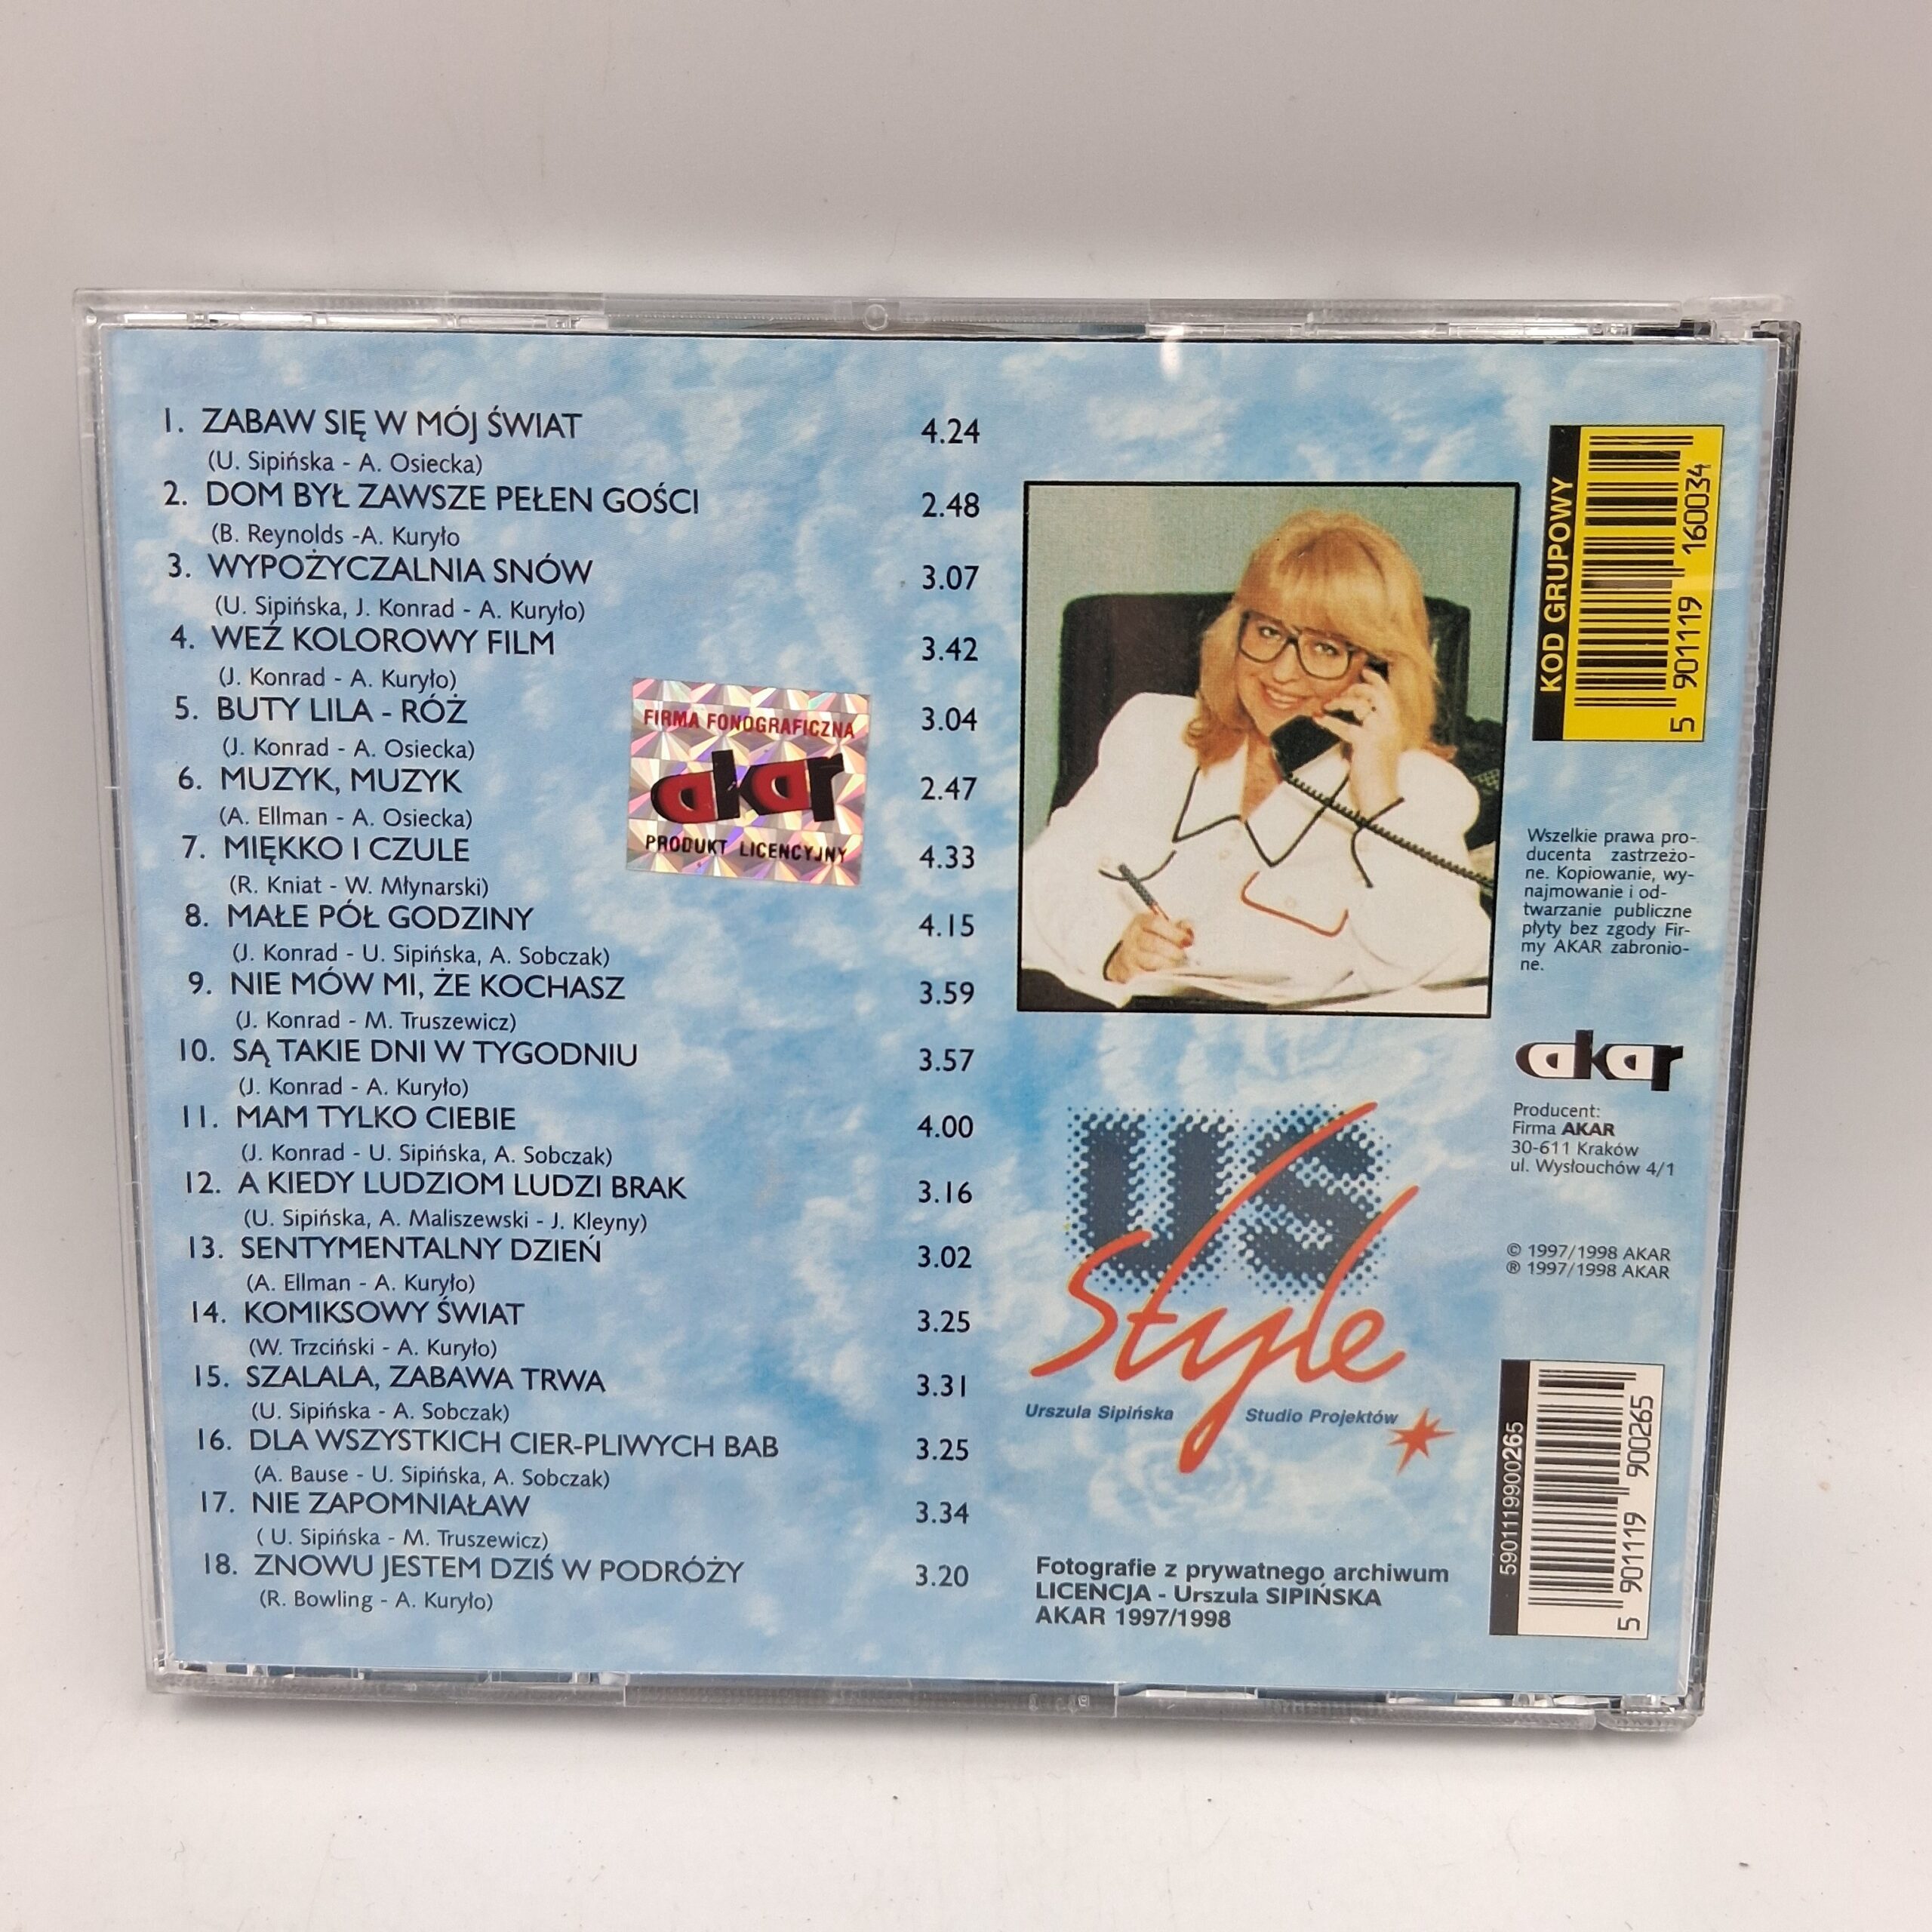 1. ZABAW SIĘ W MÓJ ŚWIAT 4.24
(U. Sipińska - A. Osiecka)
2. DOM BYŁ ZAWSZE PEŁEN GOŚCI 2.48
(B. Reynolds -A. Kuryło
3. WYPOŻYCZALNIA SNÓW 3.07
(U. Sipińska, J. Konrad - A. Kuryło)
4. WEŹ KOLOROWY FILM 3.42
(J. Konrad - A. Kuryło)
5. BUTY LILA - RÓŻ 3.04
(J. Konrad - A. Osiecka)
6. MUZYK, MUZYK 2.47
(A. Ellman - A. Osiecka)
7. MIĘKKO I CZULE 4.33
(R. Kniat - W. Młynarski)
8. MAŁE PÓŁ GODZINY 4.15
(J. Konrad - U. Sipińska, A. Sobczak)
9. NIE MÓW MI, ŻE KOCHASZ 3.59
(J. Konrad - M. Truszewicz)
10. SĄ TAKIE DNI W TYGODNIU 3.57
(J. Konrad - A. Kuryło)
11. MAM TYLKO CIEBIE 4.00
(J. Konrad - U. Sipińska, A. Sobczak)
12. A KIEDY LUDZIOM LUDZI BRAK 3.16
(U. Sipińska, A. Maliszewski - J. Kleyny)
13. SENTYMENTALNY DZIEŃ 3.02
(A. Ellman - A. Kuryło)
14. KOMIKSOWY ŚWIAT 3.25
(W. Trzciński - A. Kuryło)
15. SZALALA, ZABAWA TRWA 3.31
(U. Sipińska - A. Sobczak)
16. DLA WSZYSTKICH CIER-PLIWYCH BAB 3.25
(A. Bause - U. Sipińska, A. Sobczak)
17. NIE ZAPOMNIAŁAW 3.34
( U. Sipińska - M. Truszewicz)
18. ZNOWU JESTEM DZIŚ W PODRÓŻY 3.20
(R. Bowling - A. Kuryło)
FIRMA FONOGRAFICZNA
akar
PRODUKT LICENCYJNY
US
Style
Urszula Sipińska Studio Projektów
Fotografie z prywatnego archiwum
LICENCJA - Urszula SIPIŃSKA
AKAR 1997/1998
KOD GRUPOWY
5 901119 160034
Wszelkie prawa pro-
ducenta zastrzeżo-
ne. Kopiowanie, wy-
najmowanie i od-
twarzanie publiczne
płyty bez zgody Fir-
my AKAR zabronio-
ne.
akar
Producent:
Firma AKAR
30-611 Kraków
ul. Wysłouchów 4/1
© 1997/1998 AKAR
® 1997/1998 AKAR
5901119900265
5 901119 900265